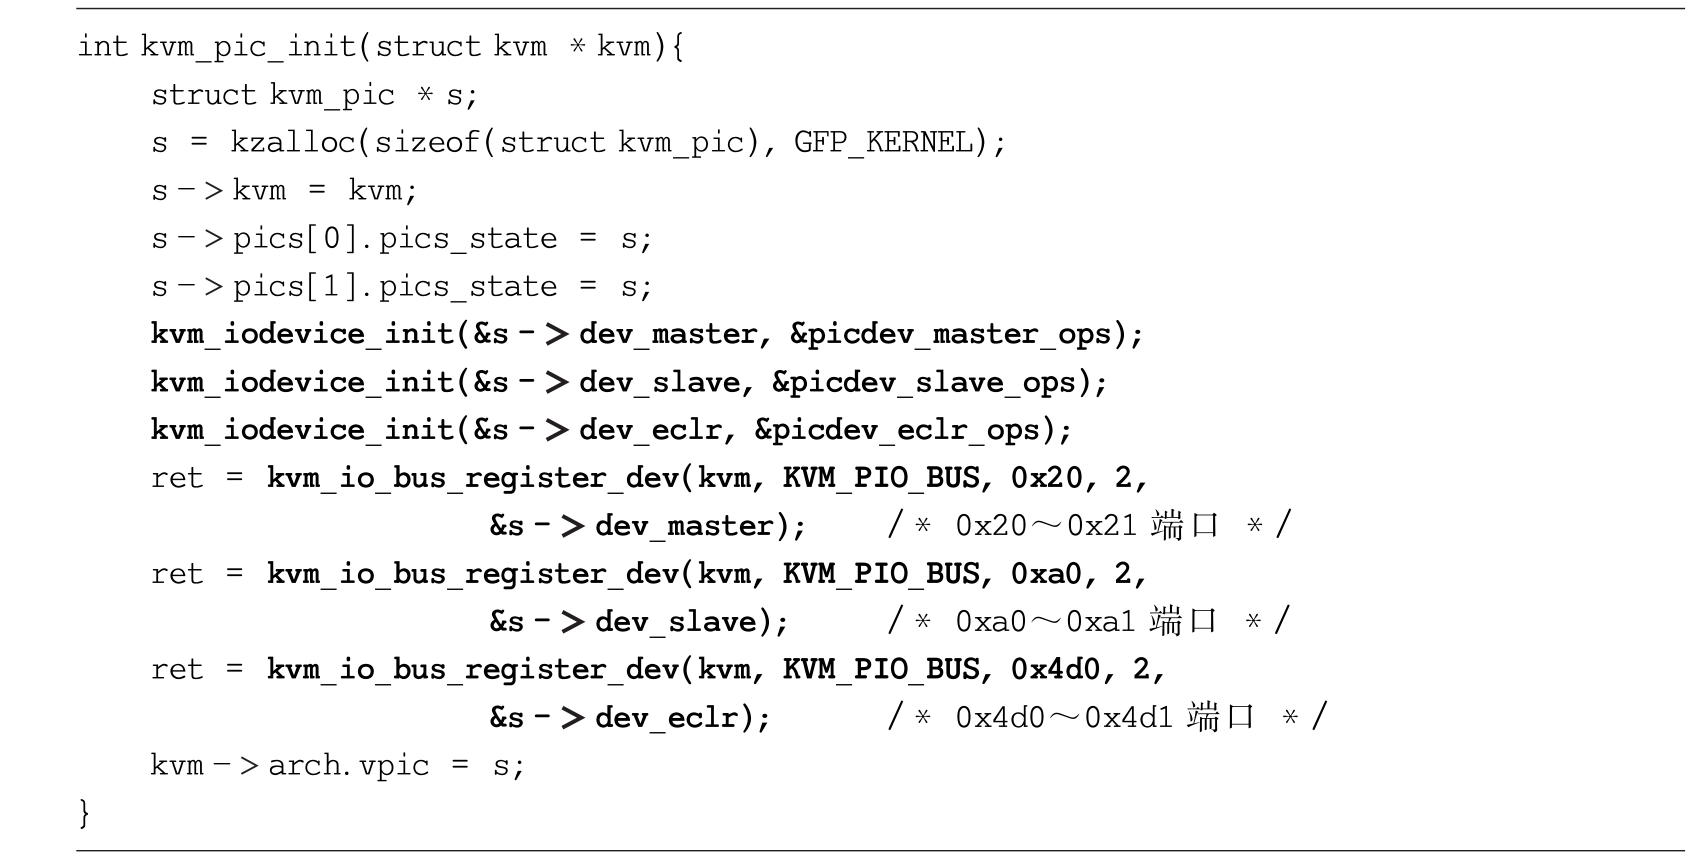 int kvm_pic_init(struct kvm * kvm){
struct kvm_pic * s;
s = kzalloc(sizeof(struct kvm_pic), GFP_KERNEL);
s->kvm = kvm;
s->pics[0].pics_state = s;
s->pics[1].pics_state = s;
kvm_iodevice_init(&s->dev_master, &picdev_master_ops);
kvm_iodevice_init(&s->dev_slave, &picdev_slave_ops);
kvm_iodevice_init(&s->dev_eclr, &picdev_eclr_ops);
ret = kvm_io_bus_register_dev(kvm, KVM_PIO_BUS, 0x20, 2,
&s->dev_master); /* 0x20～0x21 端口 */
ret = kvm_io_bus_register_dev(kvm, KVM_PIO_BUS, 0xa0, 2,
&s->dev_slave); /* 0xa0～0xa1 端口 */
ret = kvm_io_bus_register_dev(kvm, KVM_PIO_BUS, 0x4d0, 2,
&s->dev_eclr); /* 0x4d0～0x4d1 端口 */
kvm->arch.vpic = s;
}